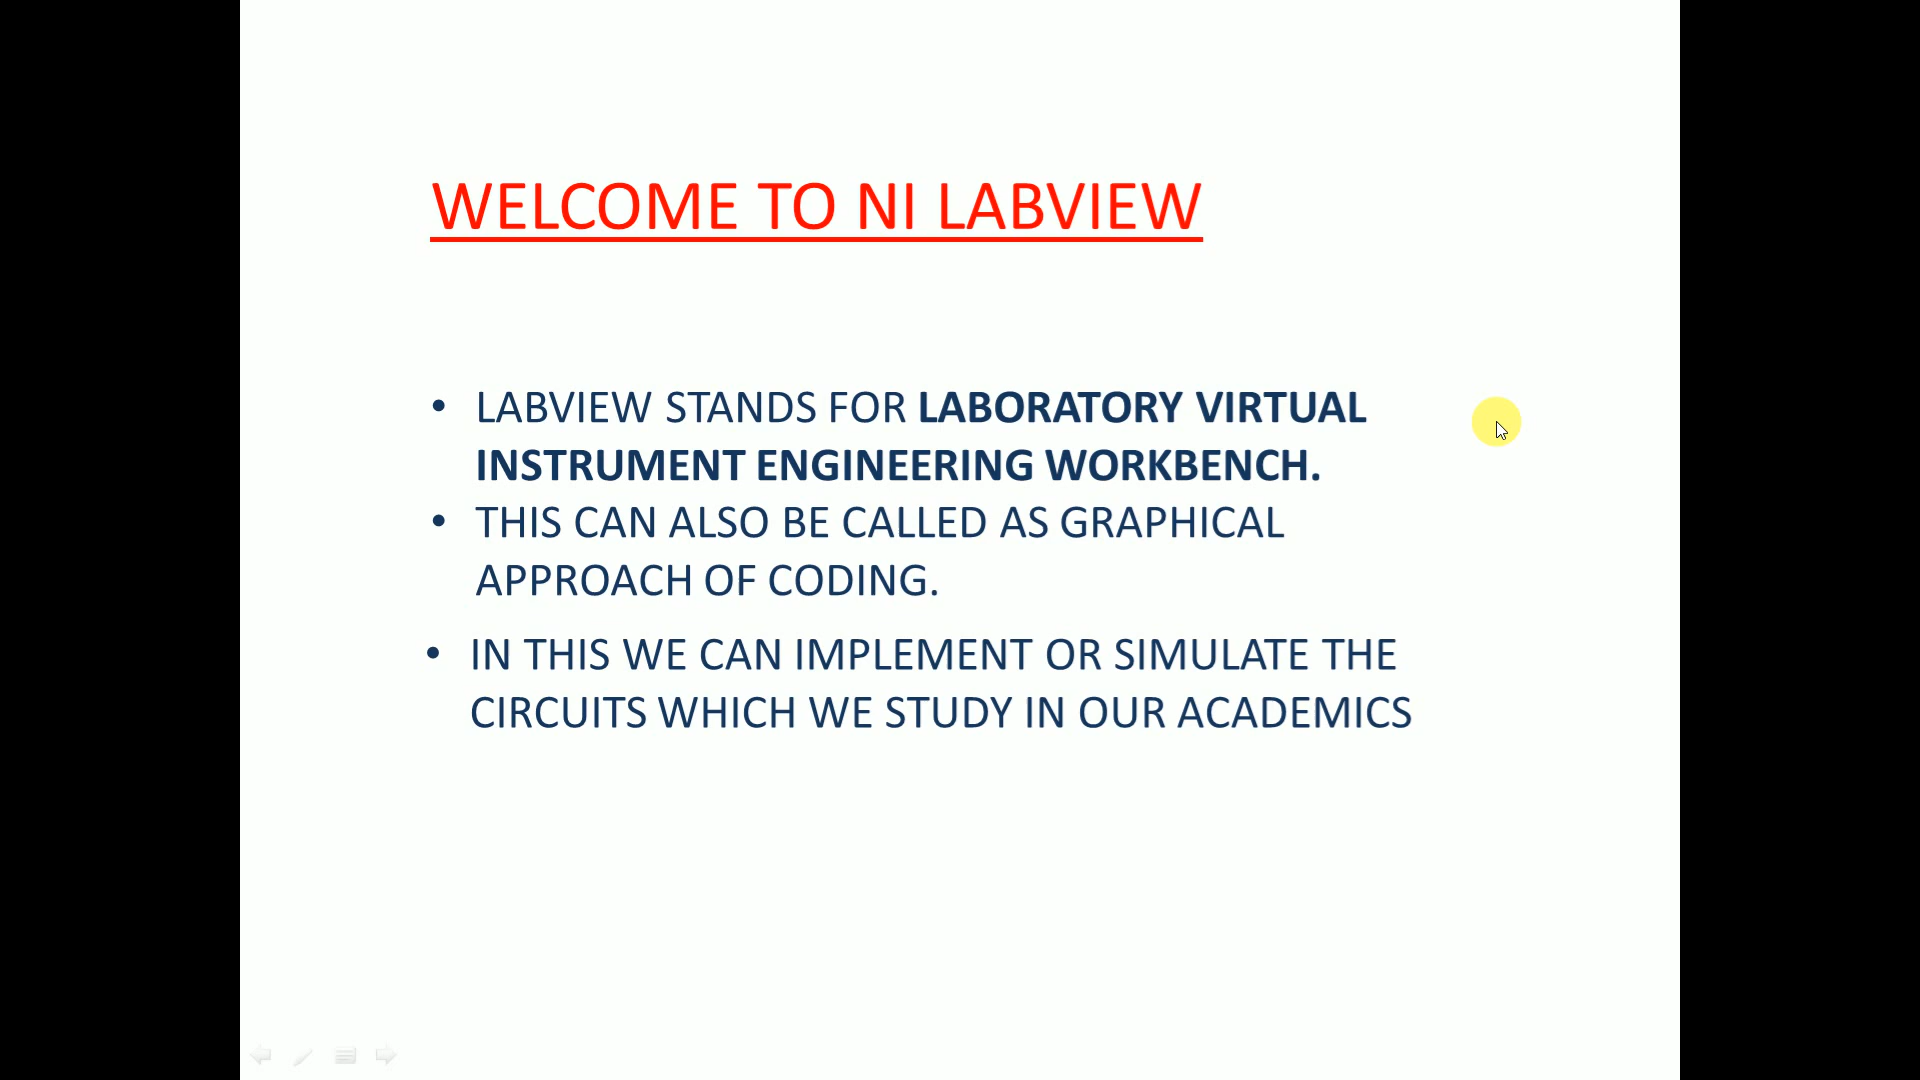 WELCOME TO NI LABVIEW
• LABVIEW STANDS FOR LABORATORY VIRTUAL
INSTRUMENT ENGINEERING WORKBENCH.
• THIS CAN ALSO BE CALLED AS GRAPHICAL
APPROACH OF CODING.
• IN THIS WE CAN IMPLEMENT OR SIMULATE THE
CIRCUITS WHICH WE STUDY IN OUR ACADEMICS